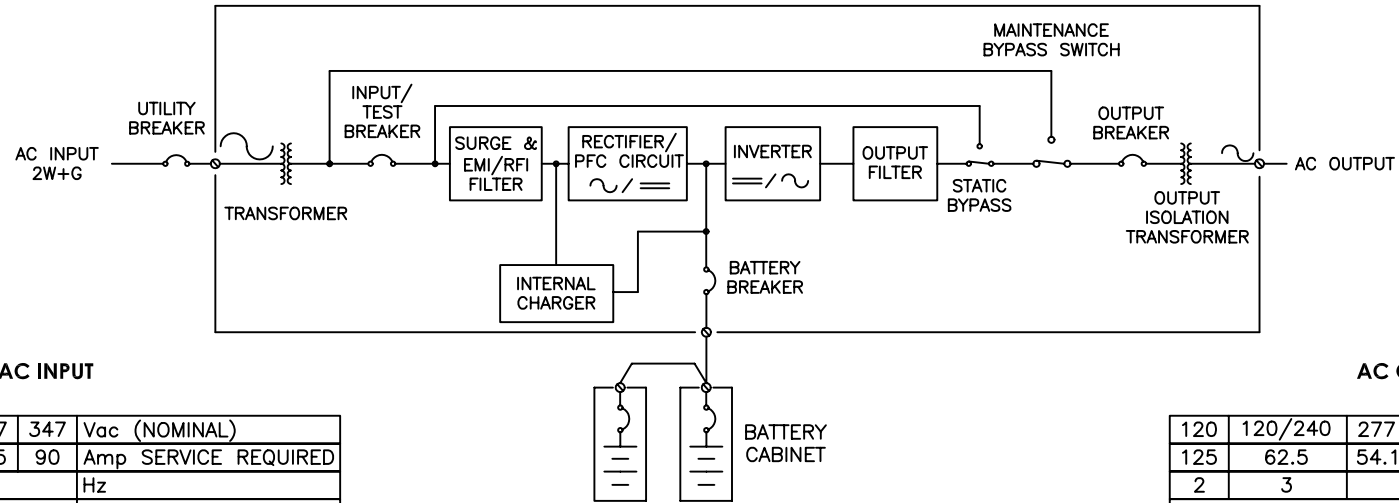 MAINTENANCE
BYPASS SWITCH
UTILITY
BREAKER
INPUT/
TEST
BREAKER
OUTPUT
BREAKER
AC INPUT
2W+G
SURGE &
EMI/RFI
FILTER
RECTIFIER/
PFC CIRCUIT
INVERTER
OUTPUT
FILTER
AC OUTPUT
STATIC
BYPASS
TRANSFORMER
OUTPUT
ISOLATION
TRANSFORMER
INTERNAL
CHARGER
BATTERY
BREAKER
AC INPUT
347 Vac (NOMINAL)
90 Amp SERVICE REQUIRED
Hz
BATTERY
CABINET
AC
120 120/240 277
125 62.5 54.1
2 3